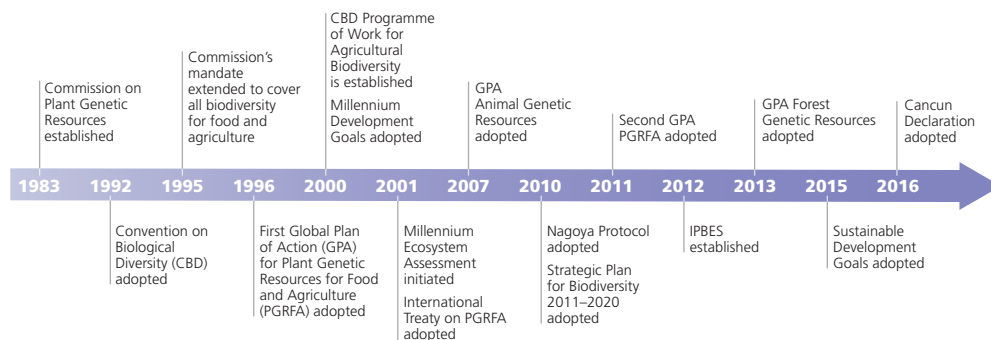 CBD Programme
of Work for
Agricultural
Biodiversity
is established
Millennium
Development
Goals adopted
Commission's
mandate
extended to cover
all biodiversity
for food and
agriculture
Commission on
Plant Genetic
Resources
established
GPA
Animal Genetic
Resources
adopted
Second GPA
PGRFA adopted
GPA Forest
Genetic Resources
adopted
Cancun
Declaration
adopted
1983 1992 1995 1996 2000 2001 2007 2010 2011 2012 2013 2015 2016
Convention on
Biological
Diversity (CBD)
adopted
First Global Plan
of Action (GPA)
for Plant Genetic
Resources for Food
and Agriculture
(PGRFA) adopted
Millennium
Ecosystem
Assessment
initiated
International
Treaty on PGRFA
adopted
Nagoya Protocol
adopted
Strategic Plan
for Biodiversity
2011–2020
adopted
IPBES
established
Sustainable
Development
Goals adopted